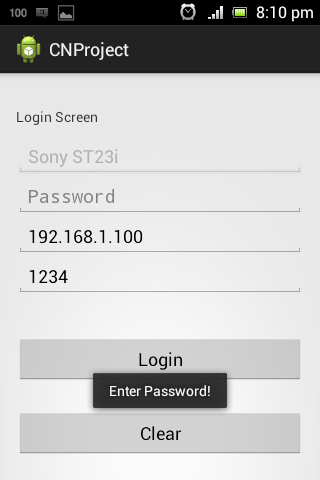 100 8:10 pm
CNProject
Login Screen
Sony ST23i
Password
192.168.1.100
1234
Login
Enter Password!
Clear